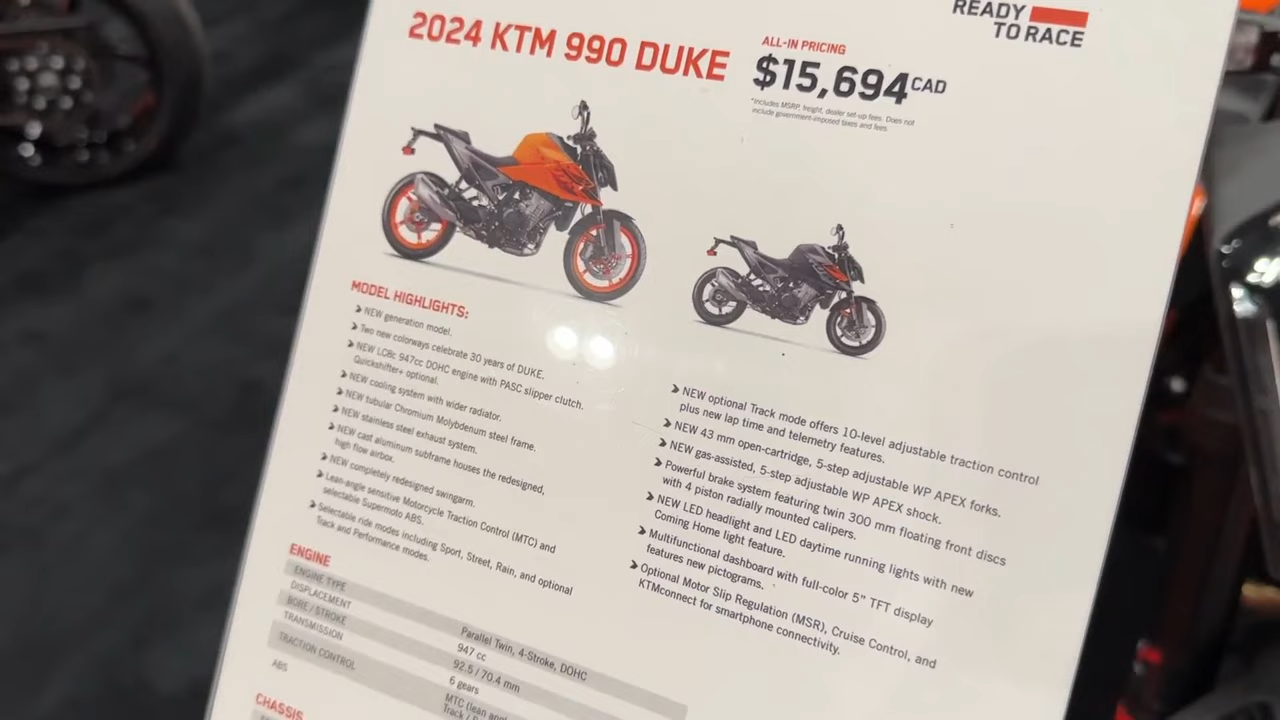 READY
TO RACE
2024 KTM 990 DUKE
ALL-IN PRICING
$15,694 CAD
*Includes MSRP, freight, dealer set-up fees. Does not
include government-imposed taxes and fees.
MODEL HIGHLIGHTS:
NEW generation model.
Two new colorways celebrate 30 years of DUKE.
NEW LC8c 947cc DOHC engine with PASC slipper clutch.
Quickshifter+ optional.
NEW cooling system with wider radiator.
NEW tubular Chromium Molybdenum steel frame.
NEW stainless steel exhaust system.
NEW cast aluminum subframe houses the redesigned,
high flow airbox.
NEW completely redesigned swingarm.
Lean-angle sensitive Motorcycle Traction Control (MTC) and
selectable Supermoto ABS.
Selectable ride modes including Sport, Street, Rain, and optional
Track and Performance modes.
NEW optional Track mode offers 10-level adjustable traction control
plus new lap time and telemetry features.
NEW 43 mm open-cartridge, 5-step adjustable WP APEX forks.
NEW gas-assisted, 5-step adjustable WP APEX shock.
Powerful brake system featuring twin 300 mm floating front discs
with 4 piston radially mounted calipers.
NEW LED headlight and LED daytime running lights with new
Coming Home light feature.
Multifunctional dashboard with full-color 5" TFT display
features new pictograms.
Optional Motor Slip Regulation (MSR), Cruise Control, and
KTMconnect for smartphone connectivity.
ENGINE
ENGINE TYPE Parallel Twin, 4-Stroke, DOHC
DISPLACEMENT 947 cc
BORE / STROKE 92.5 / 70.4 mm
TRANSMISSION 6 gears
TRACTION CONTROL MTC (lean
Track /
ABS
CHASSIS